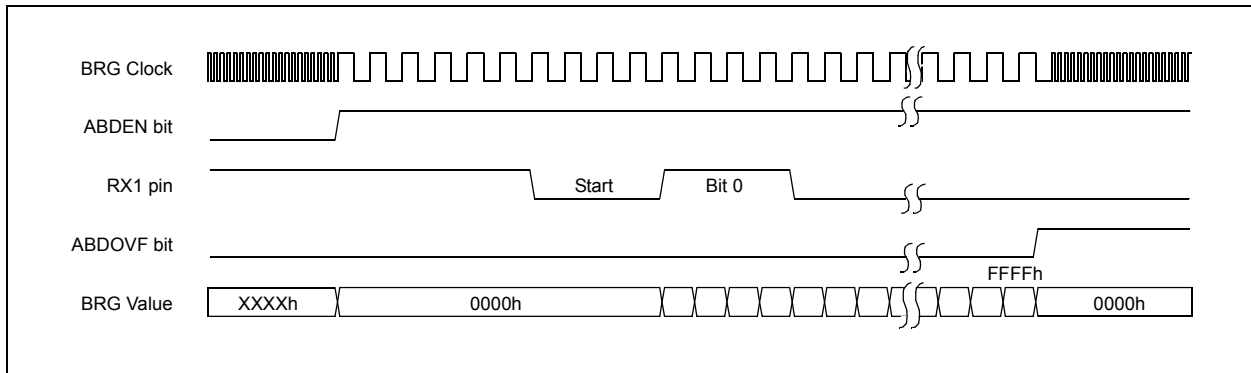 BRG Clock
ABDEN bit
RX1 pin
Start
Bit 0
ABDOVF bit
FFFFh
BRG Value
XXXXh
0000h
0000h